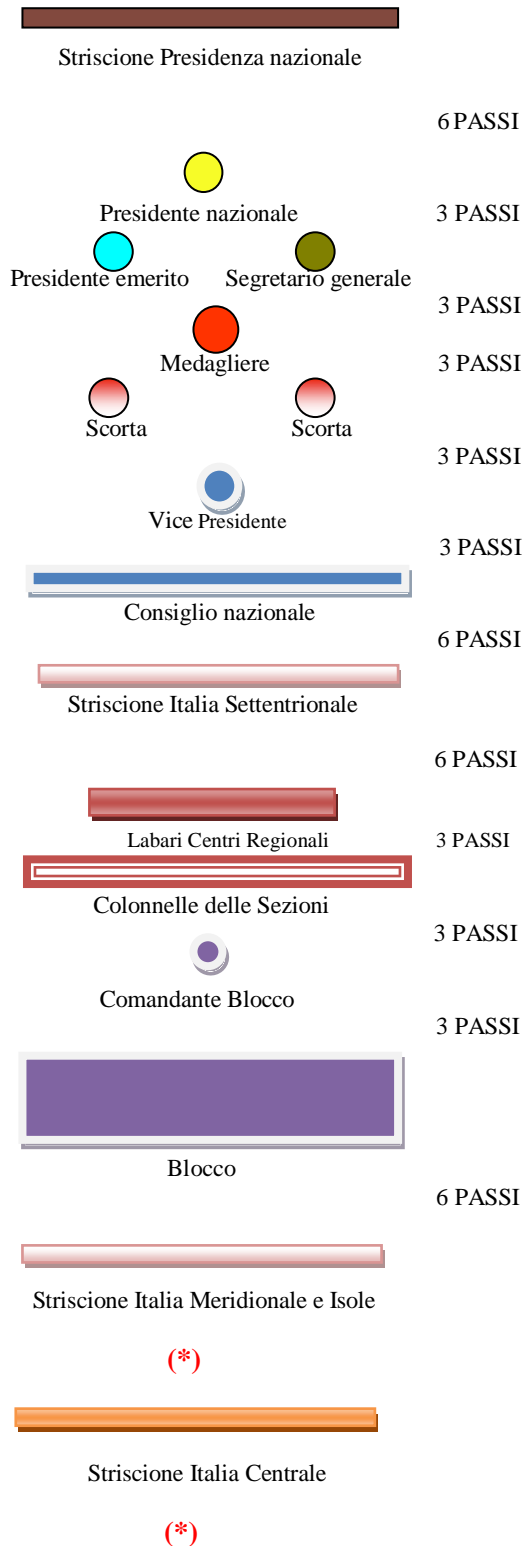 Striscione Presidenza nazionale
6 PASSI
Presidente nazionale 3 PASSI
Presidente emerito Segretario generale
3 PASSI
Medagliere 3 PASSI
Scorta Scorta
3 PASSI
Vice Presidente
3 PASSI
Consiglio nazionale
6 PASSI
Striscione Italia Settentrionale
6 PASSI
Labari Centri Regionali 3 PASSI
Colonnelle delle Sezioni
3 PASSI
Comandante Blocco
3 PASSI
Blocco
6 PASSI
Striscione Italia Meridionale e Isole
(*)
Striscione Italia Centrale
(*)